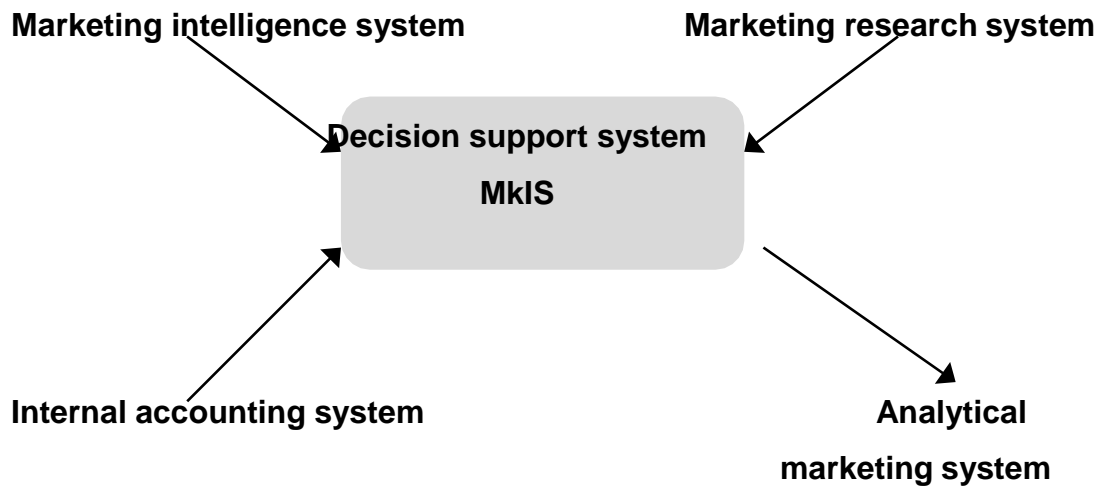 Marketing intelligence system
Marketing research system
Decision support system
MkIS
Internal accounting system
Analytical
marketing system